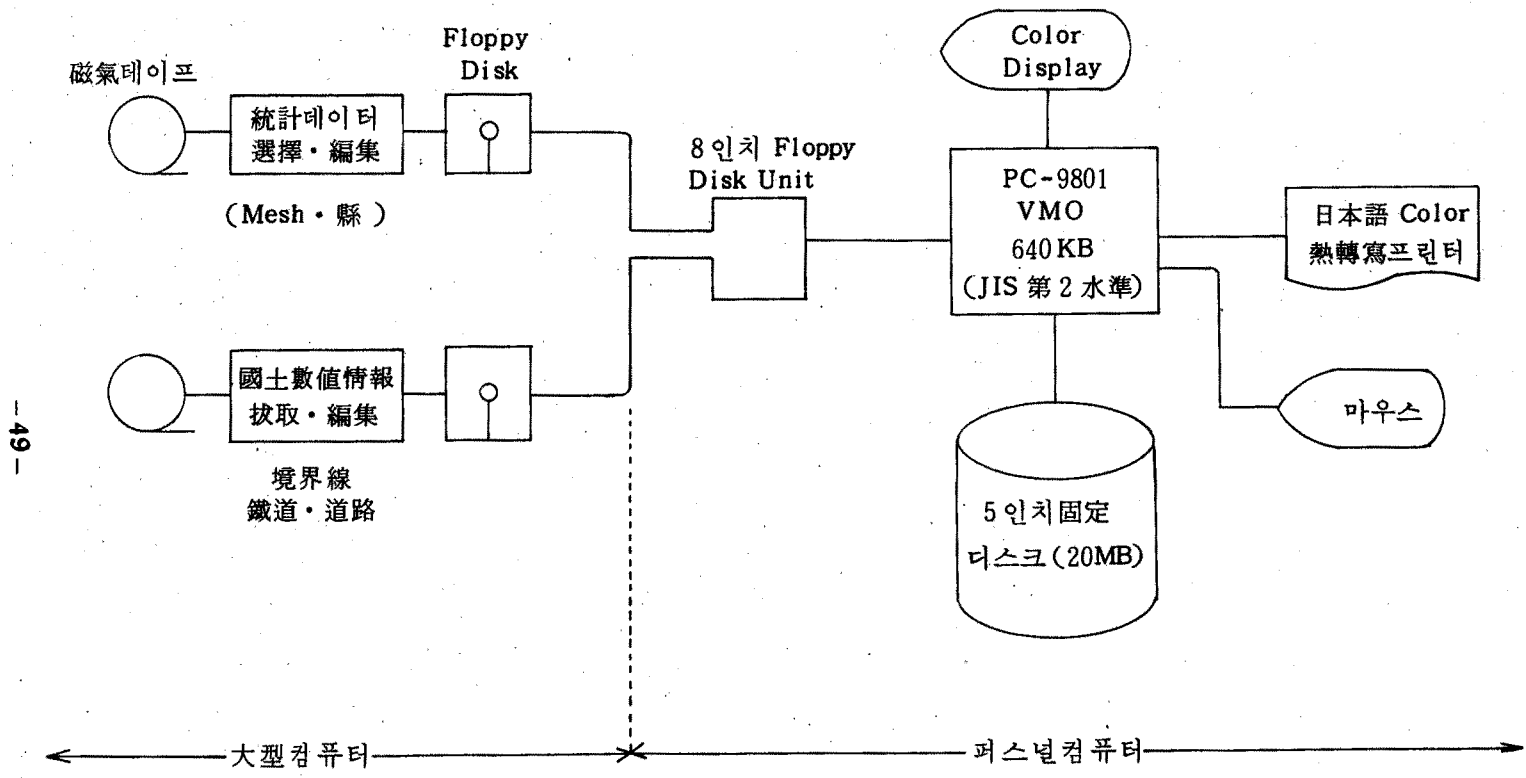 磁氣테이프
統計데이터
選擇・編集
(Mesh・縣)
Floppy
Disk
國土數値情報
拔取・編集
境界線
鐵道・道路
8인치 Floppy
Disk Unit
Color
Display
PC-9801
VMO
640 KB
(JIS 第2水準)
日本語 Color
熱轉寫프린터
마우스
5인치固定
디스크(20MB)
大型컴퓨터
퍼스널컴퓨터
- 49 -